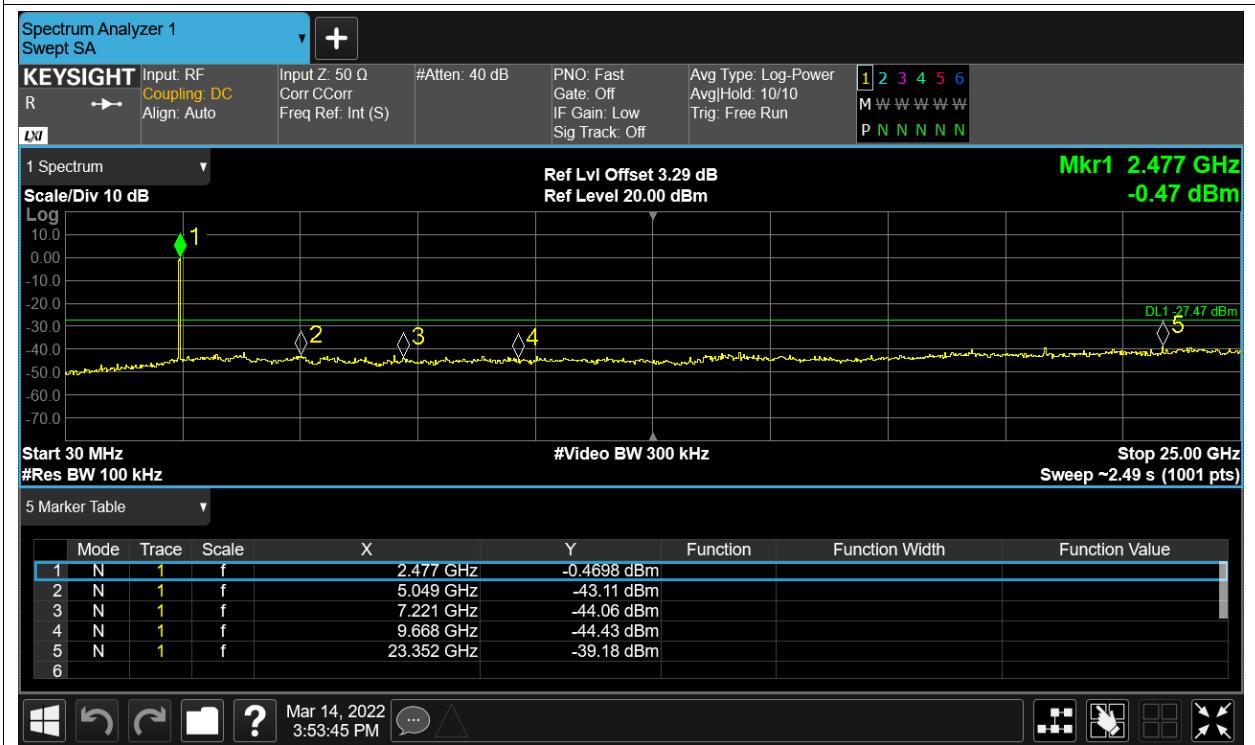 Spectrum Analyzer 1
Swept SA
KEYSIGHT
R
LXI
Input: RF
Coupling: DC
Align: Auto
Input Z: 50 Ω
Corr CCorr
Freq Ref: Int (S)
#Atten: 40 dB
PNO: Fast
Gate: Off
IF Gain: Low
Sig Track: Off
Avg Type: Log-Power
Avg|Hold: 10/10
Trig: Free Run
1 2 3 4 5 6
M W W W W W
P N N N N N
1 Spectrum
Scale/Div 10 dB
Ref Lvl Offset 3.29 dB
Ref Level 20.00 dBm
Mkr1 2.477 GHz
-0.47 dBm
Log
10.0
0.00
-10.0
-20.0
-30.0
-40.0
-50.0
-60.0
-70.0
1
2
3
4
5
DL1 -27.47 dBm
Start 30 MHz
#Res BW 100 kHz
#Video BW 300 kHz
Stop 25.00 GHz
Sweep ~2.49 s (1001 pts)
5 Marker Table
Mode Trace Scale X Y Function Function Width Function Value
1 N 1 f 2.477 GHz -0.4698 dBm
2 N 1 f 5.049 GHz -43.11 dBm
3 N 1 f 7.221 GHz -44.06 dBm
4 N 1 f 9.668 GHz -44.43 dBm
5 N 1 f 23.352 GHz -39.18 dBm
6
?
Mar 14, 2022
3:53:45 PM